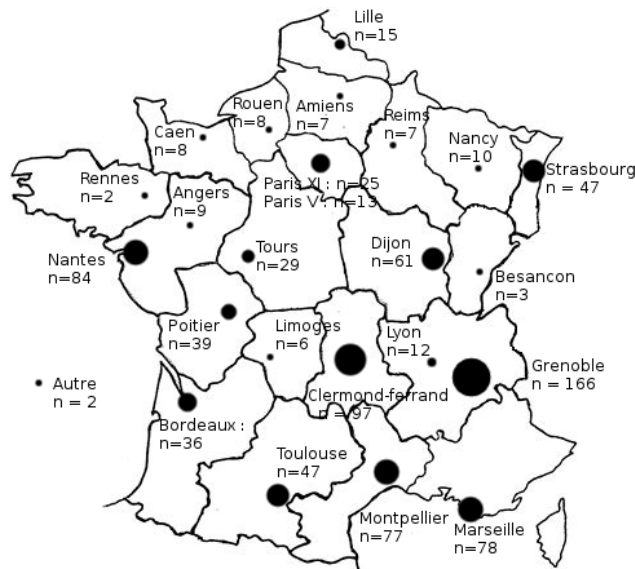 Lille
n=15
Rouen
n=8
Amiens
n=7
Reims
n=7
Caen
n=8
Nancy
n=10
Strasbourg
n = 47
Rennes
n=2
Angers
n=9
Paris XI : n=25
Paris V : n=13
Nantes
n=84
Tours
n=29
Dijon
n=61
Besancon
n=3
Poitier
n=39
Limoges
n=6
Lyon
n=12
Grenoble
n = 166
Autre
n = 2
Clermond-ferrand
n = 97
Bordeaux :
n=36
Toulouse
n=47
Montpellier
n=77
Marseille
n=78